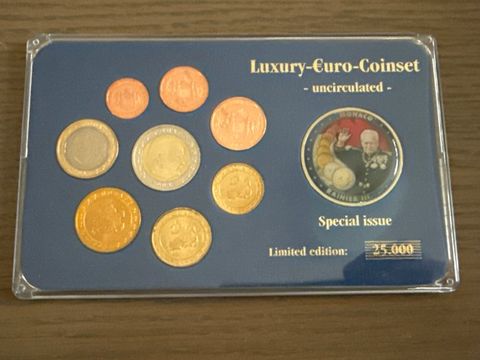 Luxury-€uro-Coinset
- uncirculated -
MONACO
RAINIER III
Special issue
Limited edition: 25.000